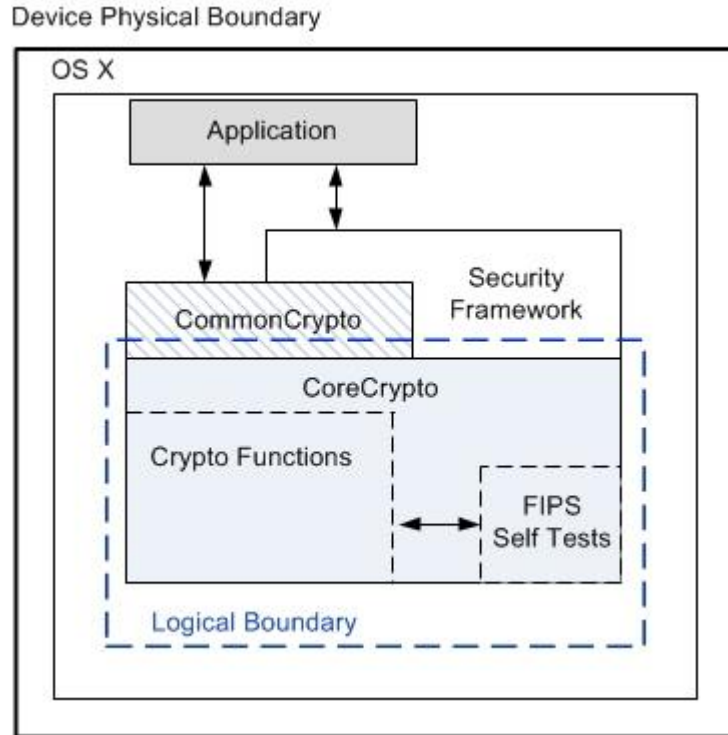 Device Physical Boundary
OS X
Application
Security
Framework
CommonCrypto
CoreCrypto
Crypto Functions
FIPS
Self Tests
Logical Boundary